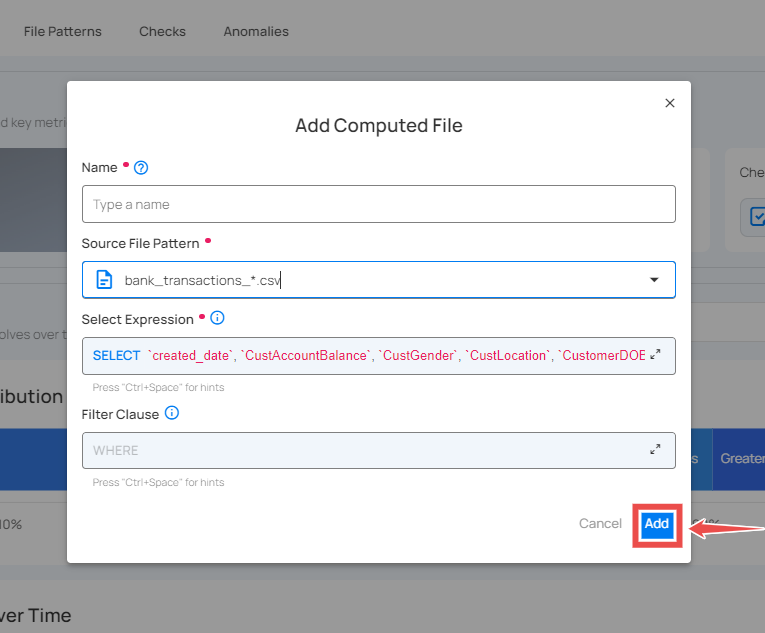 File Patterns Checks Anomalies
d key metri
Add Computed File
Che
Name
Type a name
Source File Pattern
bank_transactions_*.csv
Select Expression
olves over t
SELECT `created_date`, `CustAccountBalance`, `CustGender`, `CustLocation`, `CustomerDOB
Press "Ctrl+Space" for hints
ibution
Filter Clause
WHERE
s
Greater
Press "Ctrl+Space" for hints
10%
Cancel
Add
ver Time